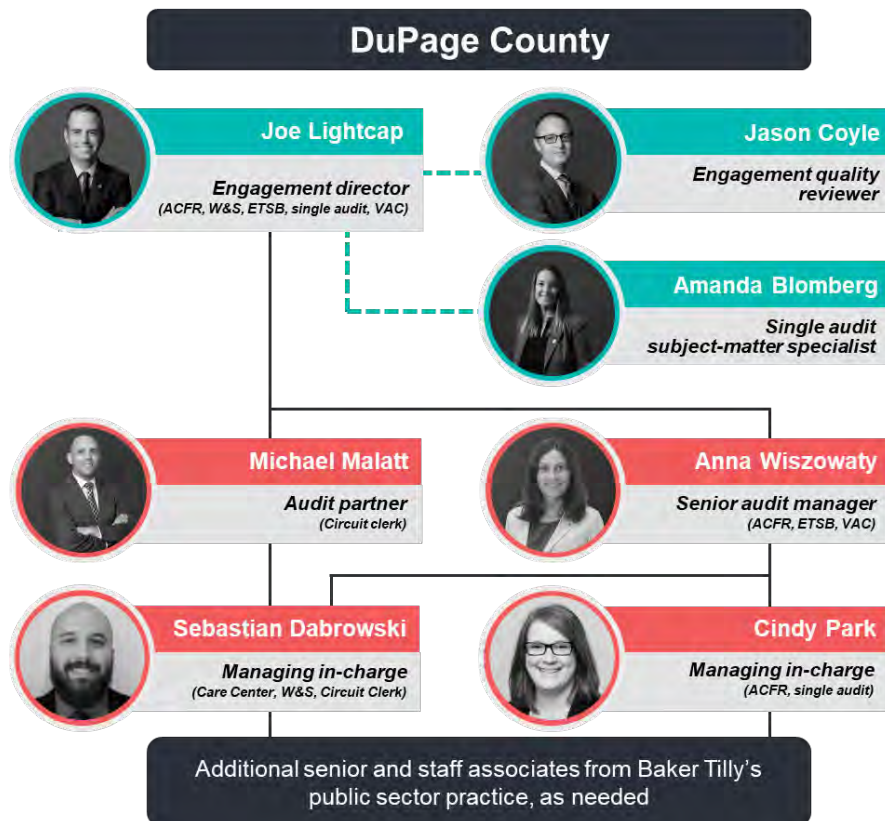 DuPage County
Joe Lightcap
Engagement director
(ACFR, W&S, ETSB, single audit, VAC)
Jason Coyle
Engagement quality
reviewer
Amanda Blomberg
Single audit
subject-matter specialist
Michael Malatt
Audit partner
(Circuit clerk)
Anna Wiszowaty
Senior audit manager
(ACFR, ETSB, VAC)
Sebastian Dabrowski
Managing in-charge
(Care Center, W&S, Circuit Clerk)
Cindy Park
Managing in-charge
(ACFR, single audit)
Additional senior and staff associates from Baker Tilly's
public sector practice, as needed